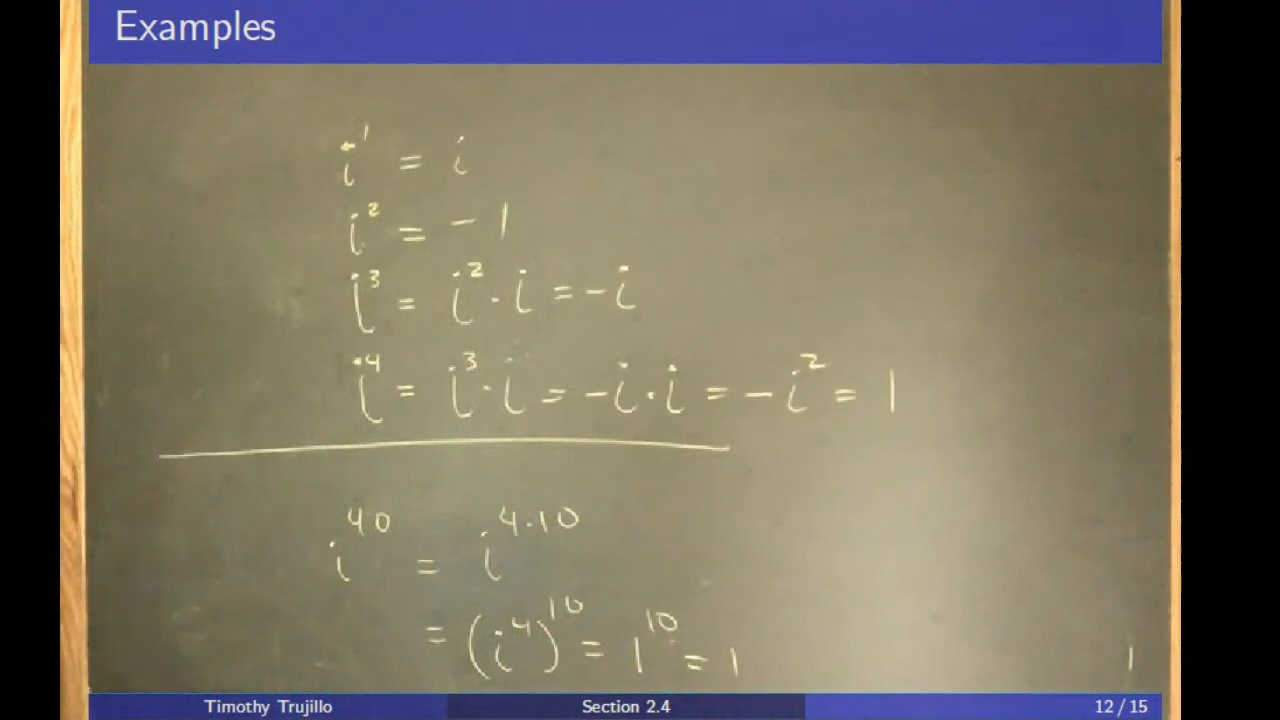 Examples
i¹ = i
i² = -1
i³ = i² · i = -i
i⁴ = i³ · i = -i · i = -i² = 1
i⁴⁰ = i⁴·¹⁰
= (i⁴)¹⁰ = 1¹⁰ = 1
1
Timothy Trujillo Section 2.4 12 / 15